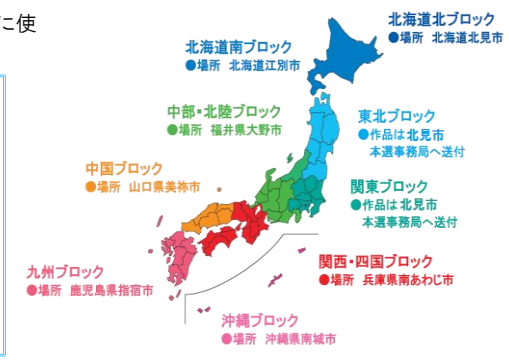 に使
北海道北ブロック
●場所 北海道北見市
北海道南ブロック
●場所 北海道江別市
中部・北陸ブロック
●場所 福井県大野市
東北ブロック
●作品は北見市
本選事務局へ送付
中国ブロック
●場所 山口県美祢市
関東ブロック
●作品は北見市
本選事務局へ送付
関西・四国ブロック
●場所 兵庫県南あわじ市
九州ブロック
●場所 鹿児島県指宿市
沖縄ブロック
●場所 沖縄県南城市